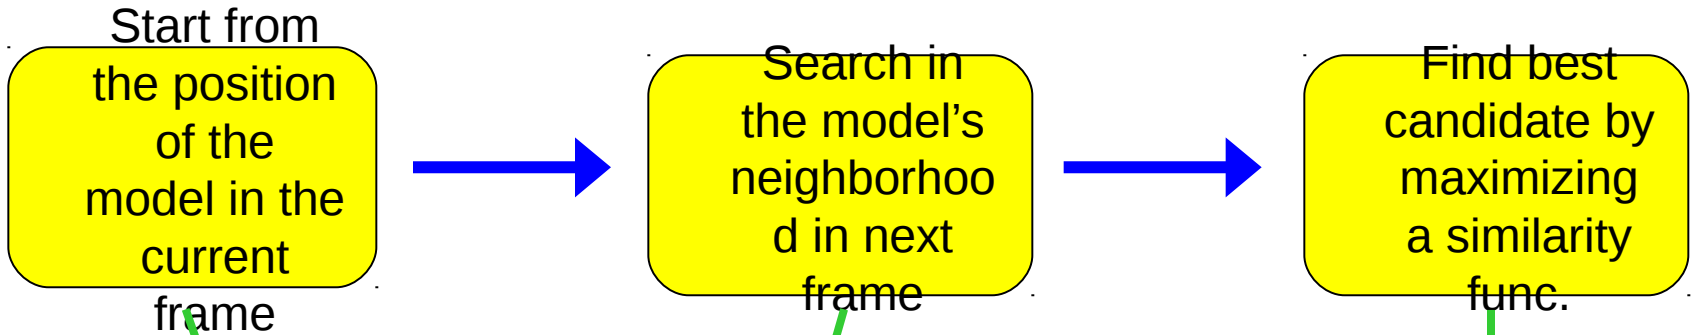 Start from
the position
of the
model in the
current
frame
Search in
the model’s
neighborhoo
d in next
frame
Find best
candidate by
maximizing
a similarity
func.